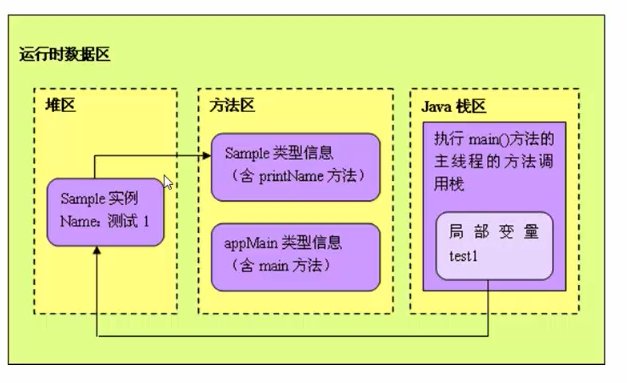 运行时数据区
堆区
Sample 实例
Name：测试 1
方法区
Sample 类型信息
（含 printName 方法）
appMain 类型信息
（含 main 方法）
Java 栈区
执行 main()方法的
主线程的方法调
用栈
局部变量
test1